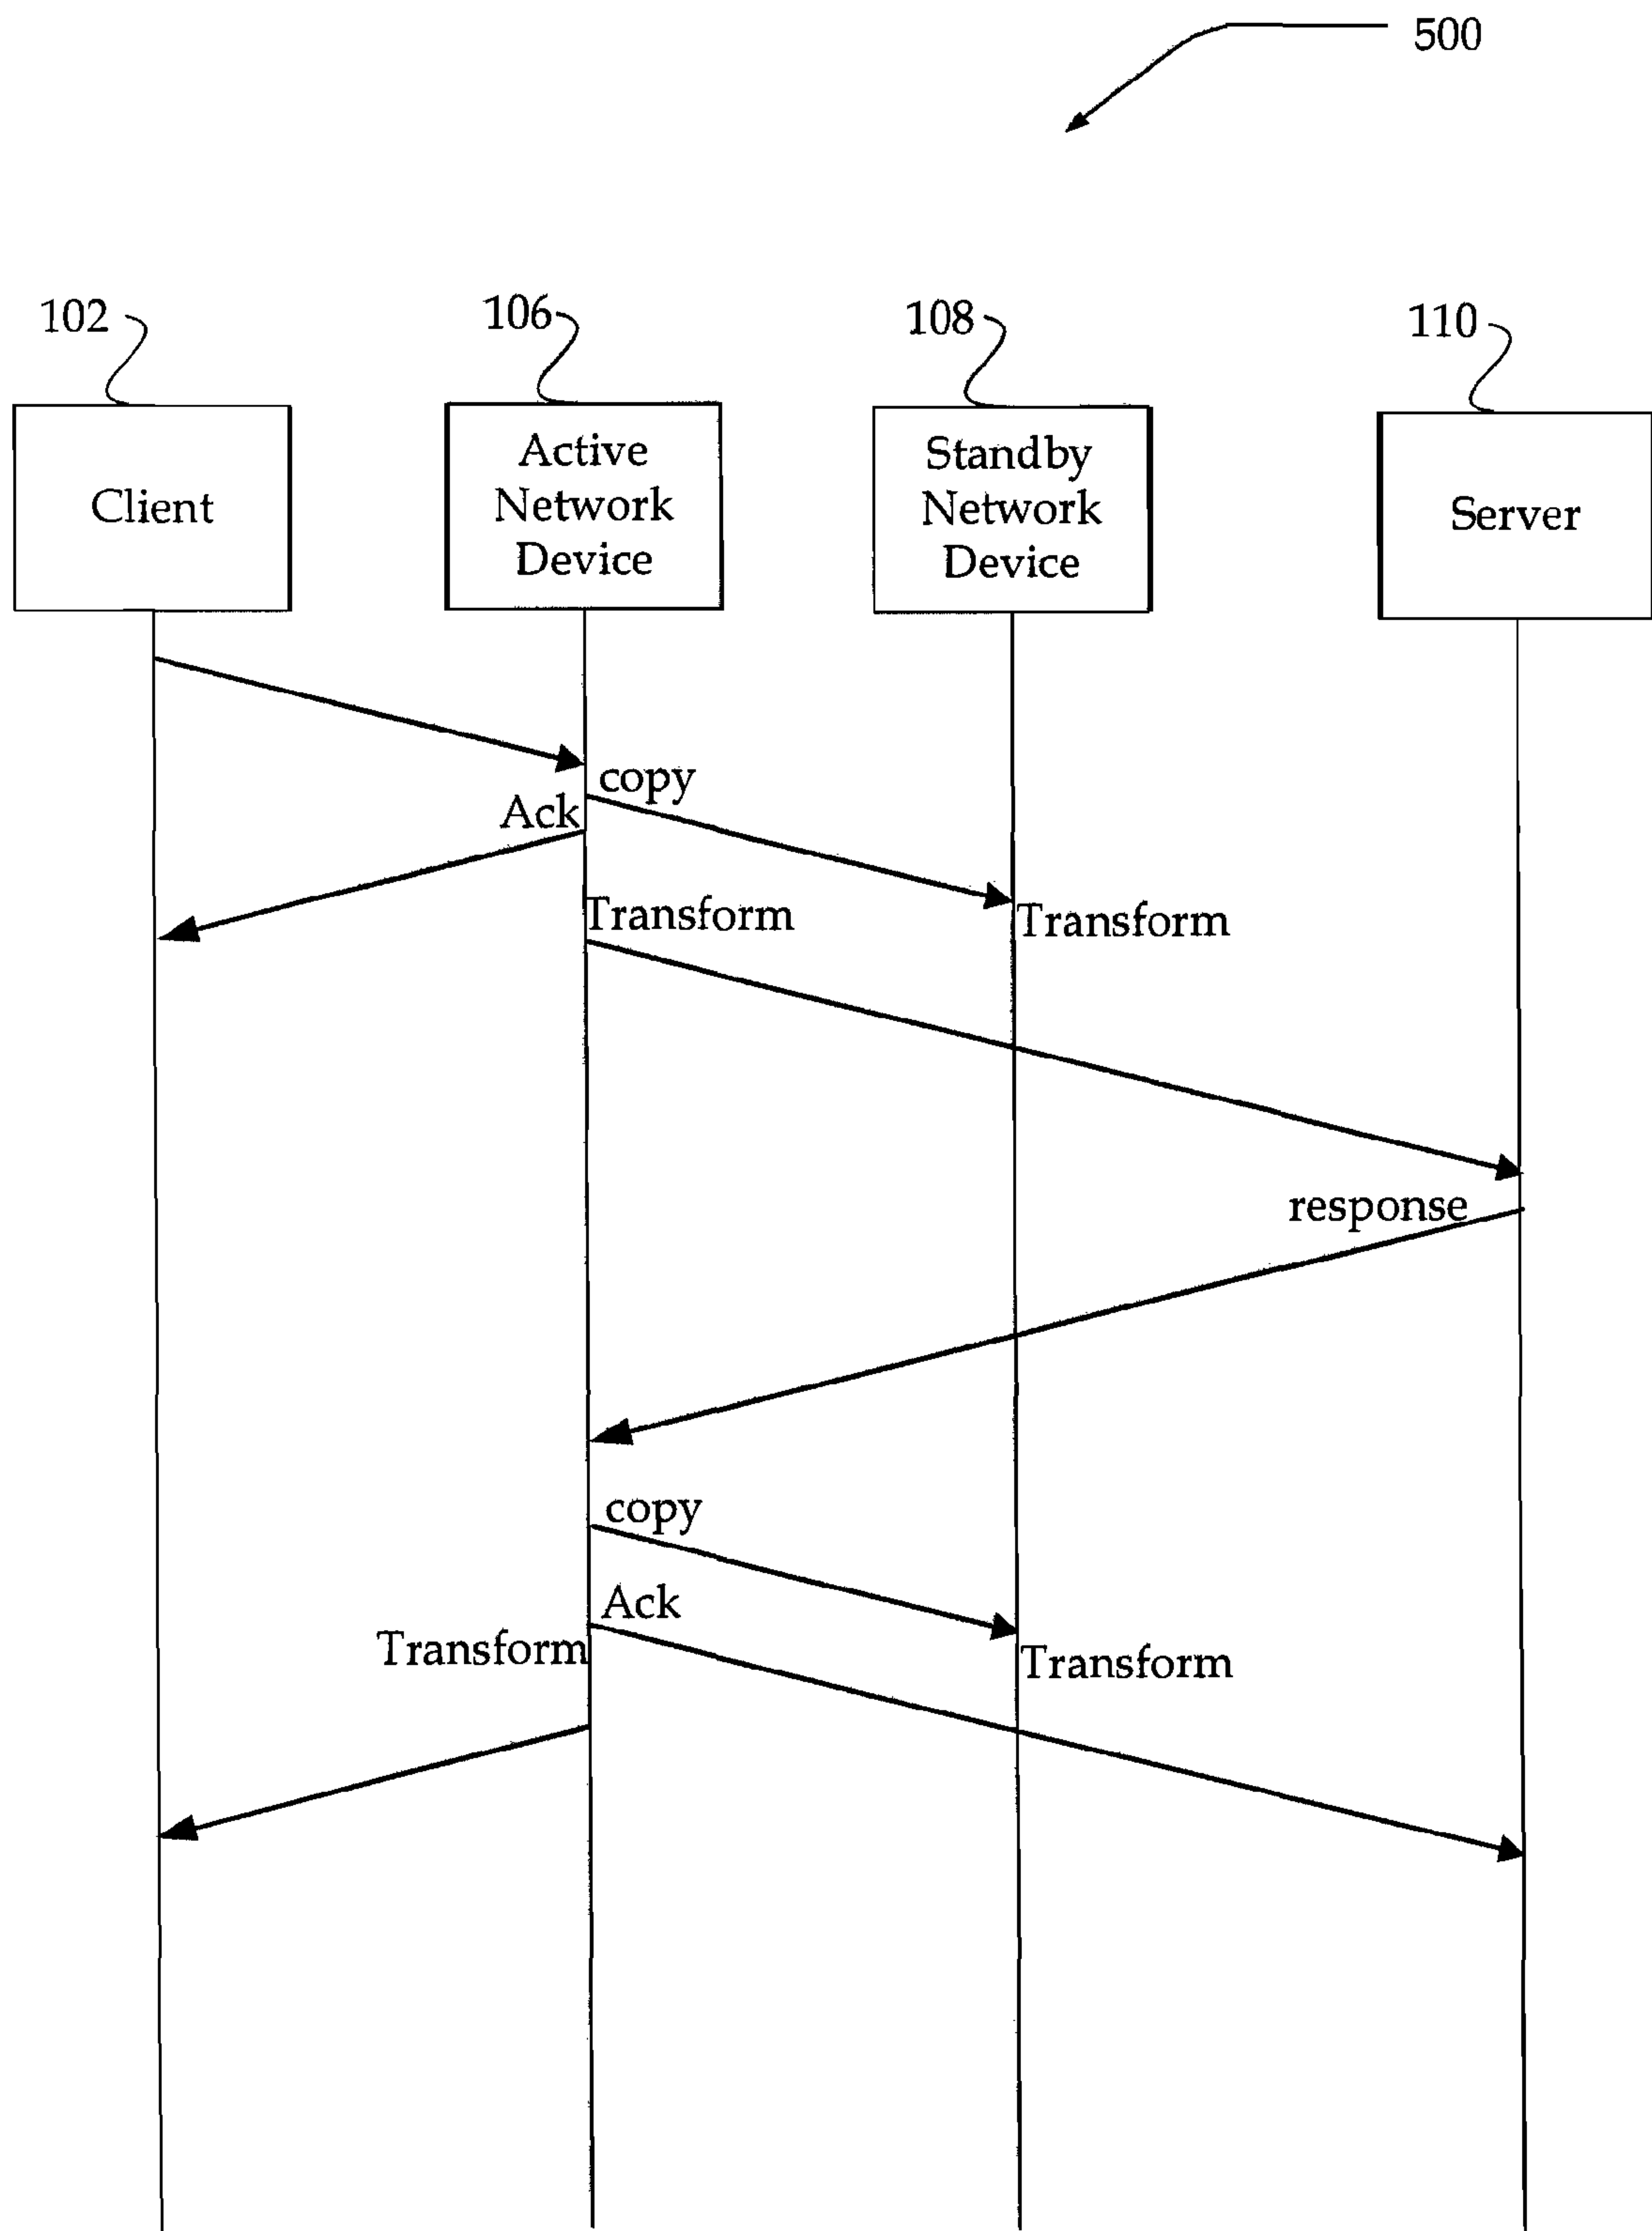 500
102
106
108
110
Client
Active
Network
Device
Standby
Network
Device
Server
copy
Ack
Transform
Transform
response
copy
Ack
Transform
Transform